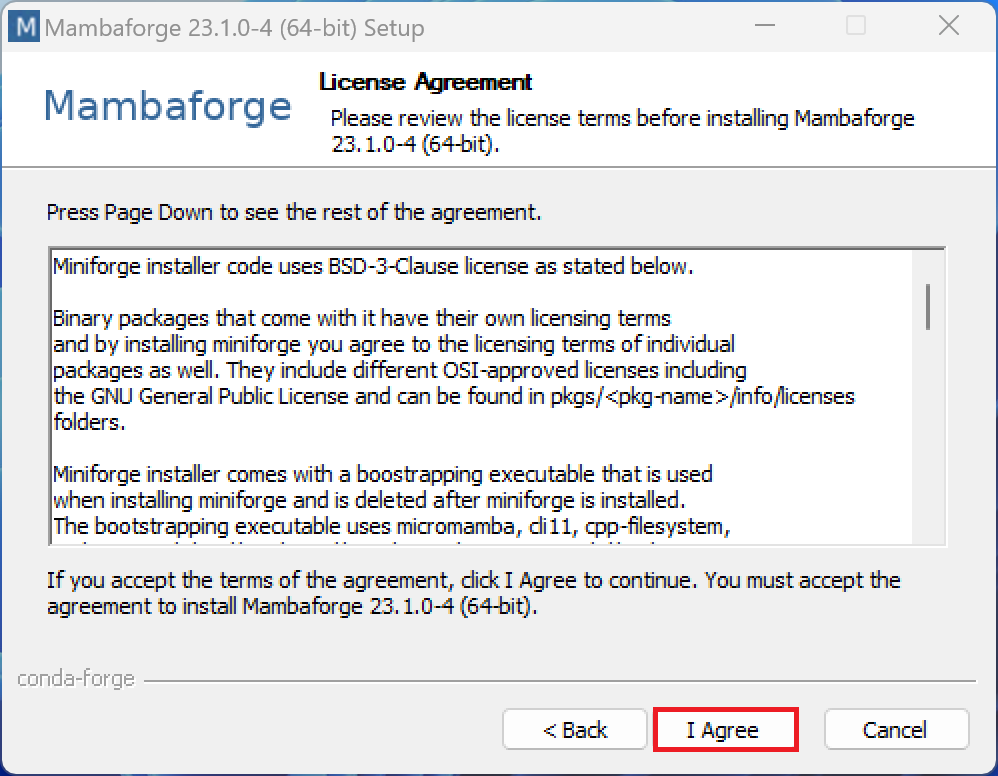 M Mambaforge 23.1.0-4 (64-bit) Setup
Mambaforge
License Agreement
Please review the license terms before installing Mambaforge
23.1.0-4 (64-bit).
Press Page Down to see the rest of the agreement.
Miniforge installer code uses BSD-3-Clause license as stated below.
Binary packages that come with it have their own licensing terms
and by installing miniforge you agree to the licensing terms of individual
packages as well. They include different OSI-approved licenses including
the GNU General Public License and can be found in pkgs/<pkg-name>/info/licenses
folders.
Miniforge installer comes with a boostrapping executable that is used
when installing miniforge and is deleted after miniforge is installed.
The bootstrapping executable uses micromamba, cli11, cpp-filesystem,
If you accept the terms of the agreement, click I Agree to continue. You must accept the
agreement to install Mambaforge 23.1.0-4 (64-bit).
conda-forge
< Back
I Agree
Cancel